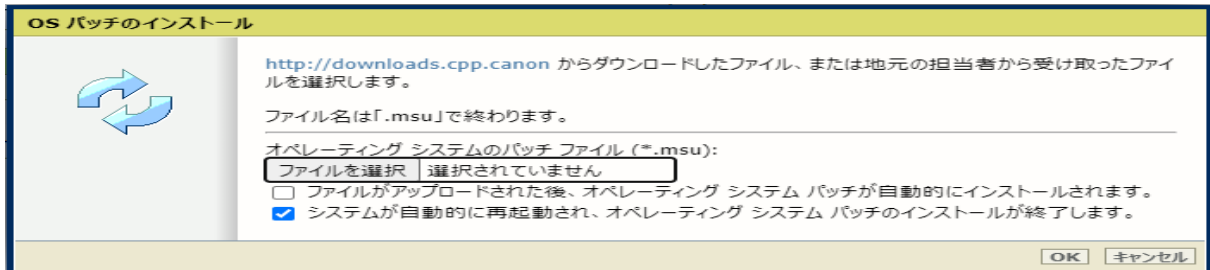 OS パッチのインストール
http://downloads.cpp.canon からダウンロードしたファイル、または地元の担当者から受け取ったファイ
ルを選択します。
ファイル名は「.msu」で終わります。
オペレーティング システムのパッチ ファイル (*.msu):
ファイルを選択 選択されていません
ファイルがアップロードされた後、オペレーティング システム パッチが自動的にインストールされます。
システムが自動的に再起動され、オペレーティング システム パッチのインストールが終了します。
OK キャンセル